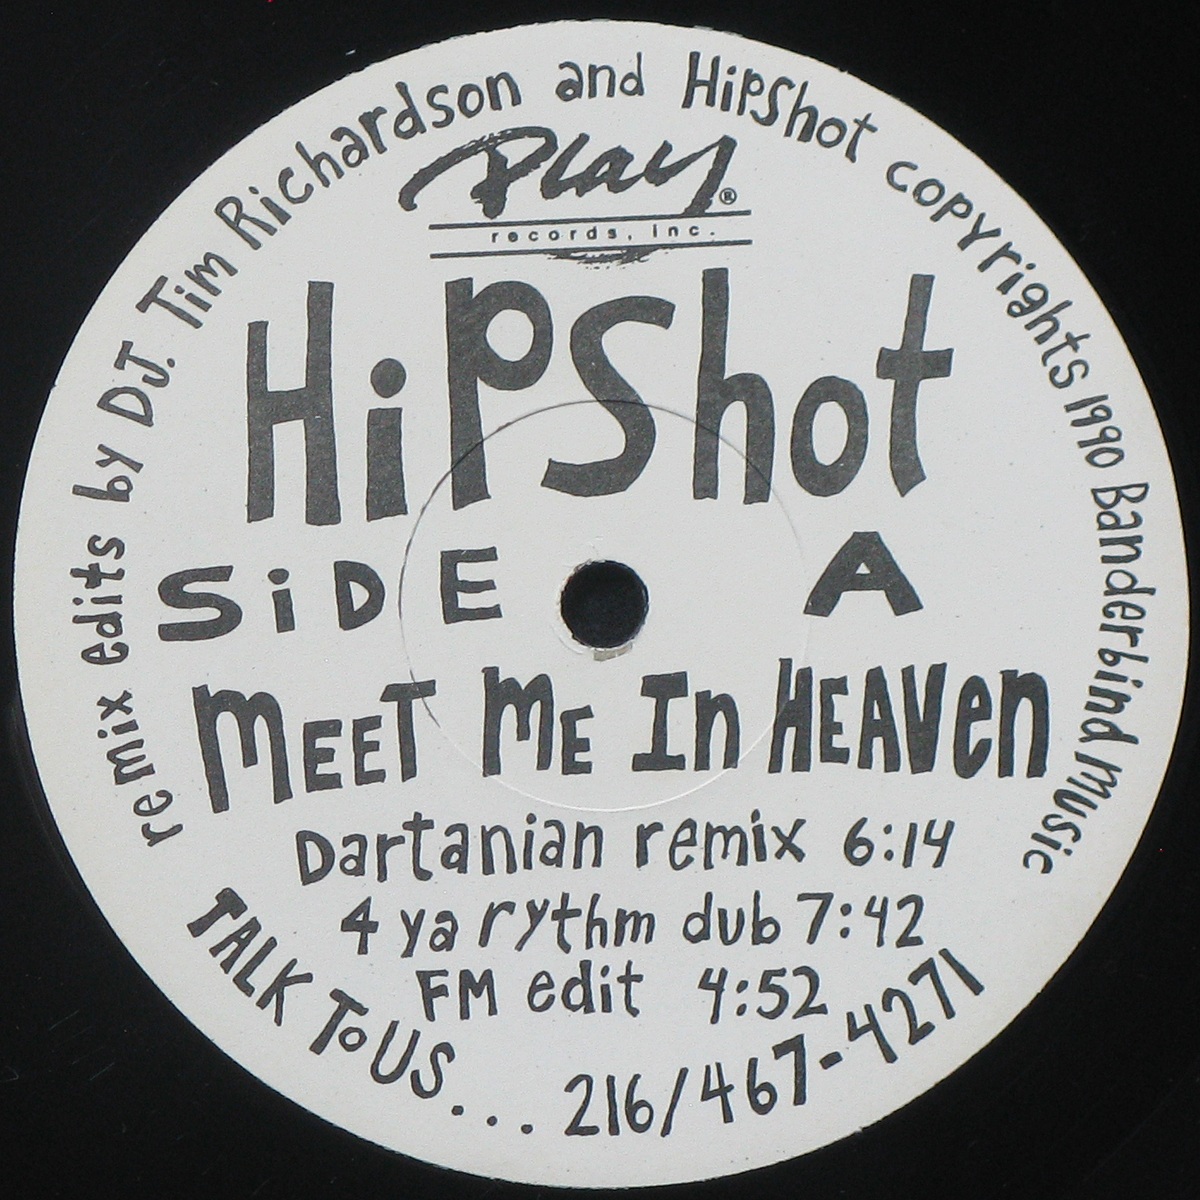 remix edits by D.J. Tim Richardson and HiPShot copyrights 1990 Banderbind Music
Play ®
records, inc.
HiPShot
SiDE A
MEET ME In HEAVen
Dartanian remix 6:14
4 ya rythm dub 7:42
FM edit 4:52
TALK To US... 216/467-4271